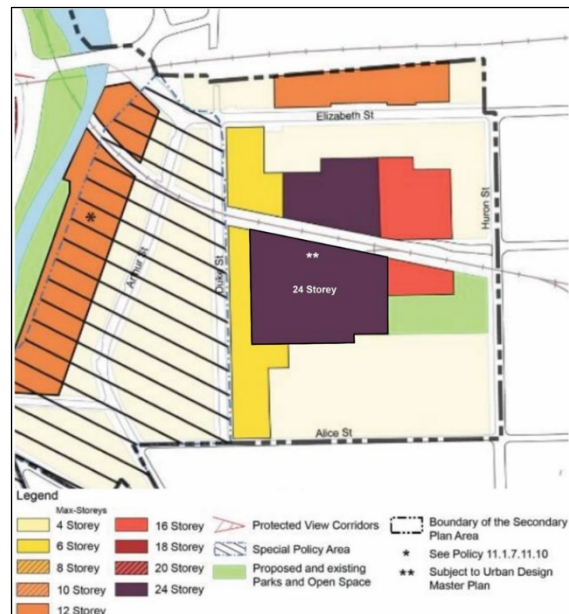 Elizabeth St
Huron St
Arthur St
Duke St
**
24 Storey
*
Alice St
Legend
Max-Storeys
4 Storey
6 Storey
8 Storey
10 Storey
12 Storey
16 Storey
18 Storey
20 Storey
24 Storey
Protected View Corridors
Special Policy Area
Proposed and existing
Parks and Open Space
Boundary of the Secondary
Plan Area
* See Policy 11.1.7.11.10
** Subject to Urban Design
Master Plan